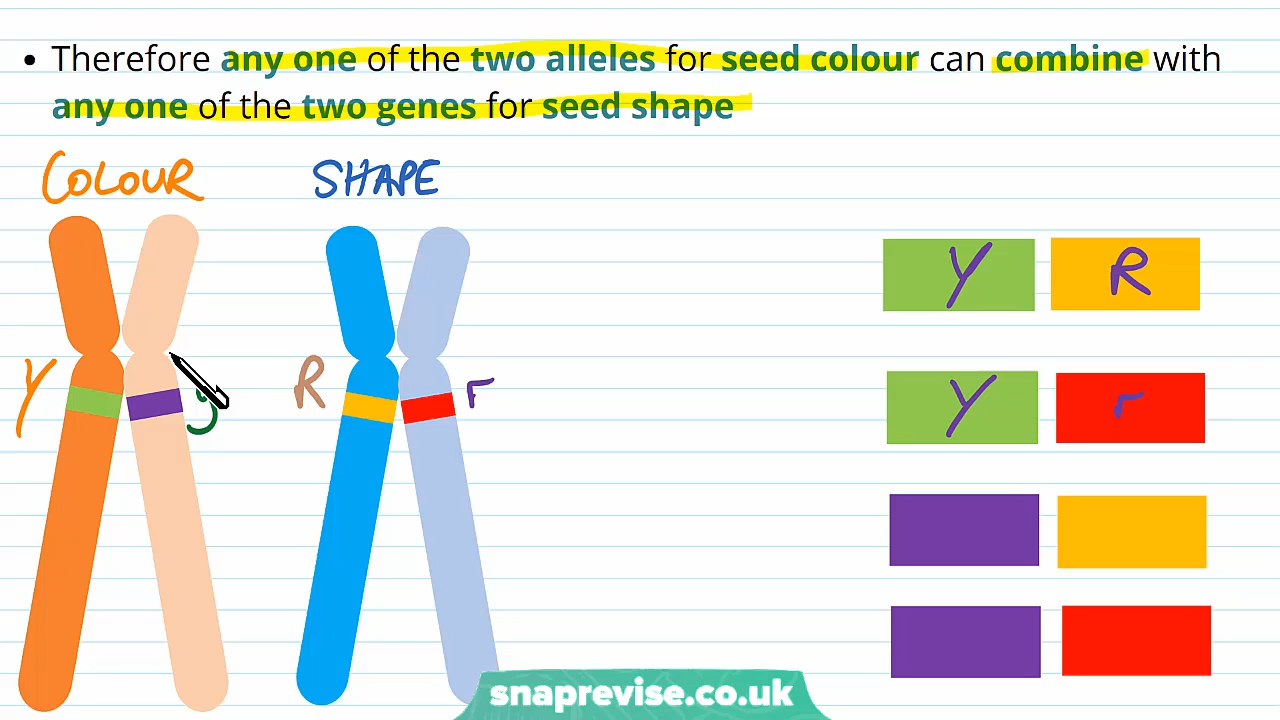 • Therefore any one of the two alleles for seed colour can combine with
any one of the two genes for seed shape
COLOUR SHAPE
Y R
Y R r
Y r
snaprevise.co.uk